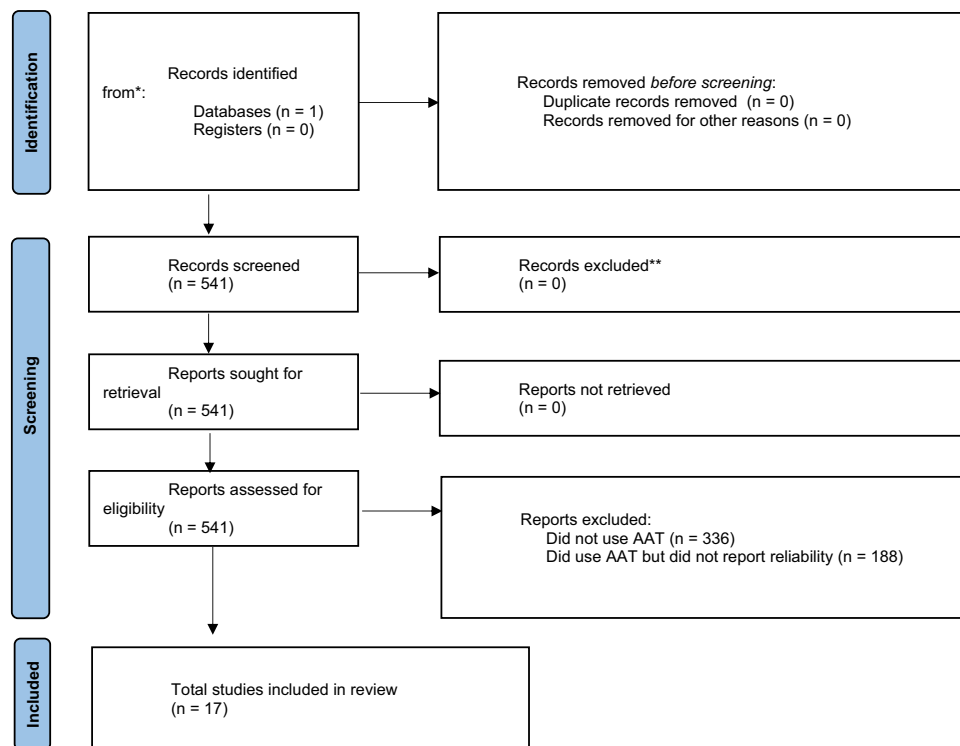 Identification
Records identified
from*:
Databases (n = 1)
Registers (n = 0)
Records removed before screening:
Duplicate records removed (n = 0)
Records removed for other reasons (n = 0)
Screening
Records screened
(n = 541)
Records excluded**
(n = 0)
Reports sought for
retrieval
(n = 541)
Reports not retrieved
(n = 0)
Reports assessed for
eligibility
(n = 541)
Reports excluded:
Did not use AAT (n = 336)
Did use AAT but did not report reliability (n = 188)
Included
Total studies included in review
(n = 17)